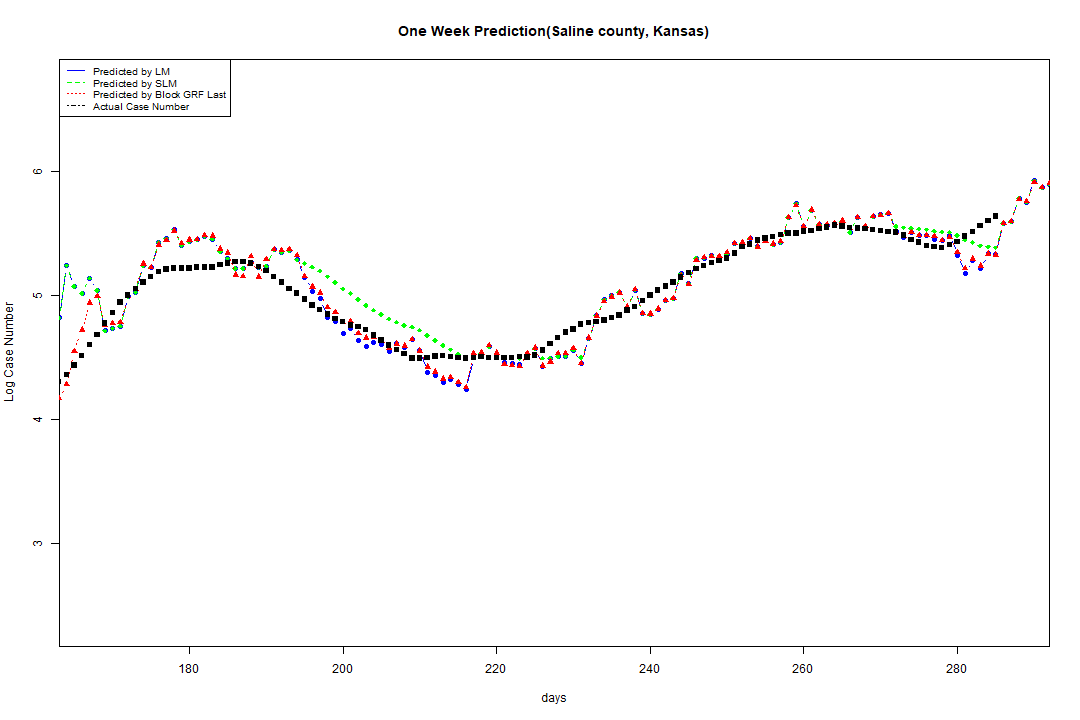 One Week Prediction(Saline county, Kansas)
Predicted by LM
Predicted by SLM
Predicted by Block GRF Last
Actual Case Number
6
5
4
3
Log Case Number
180 200 220 240 260 280
days